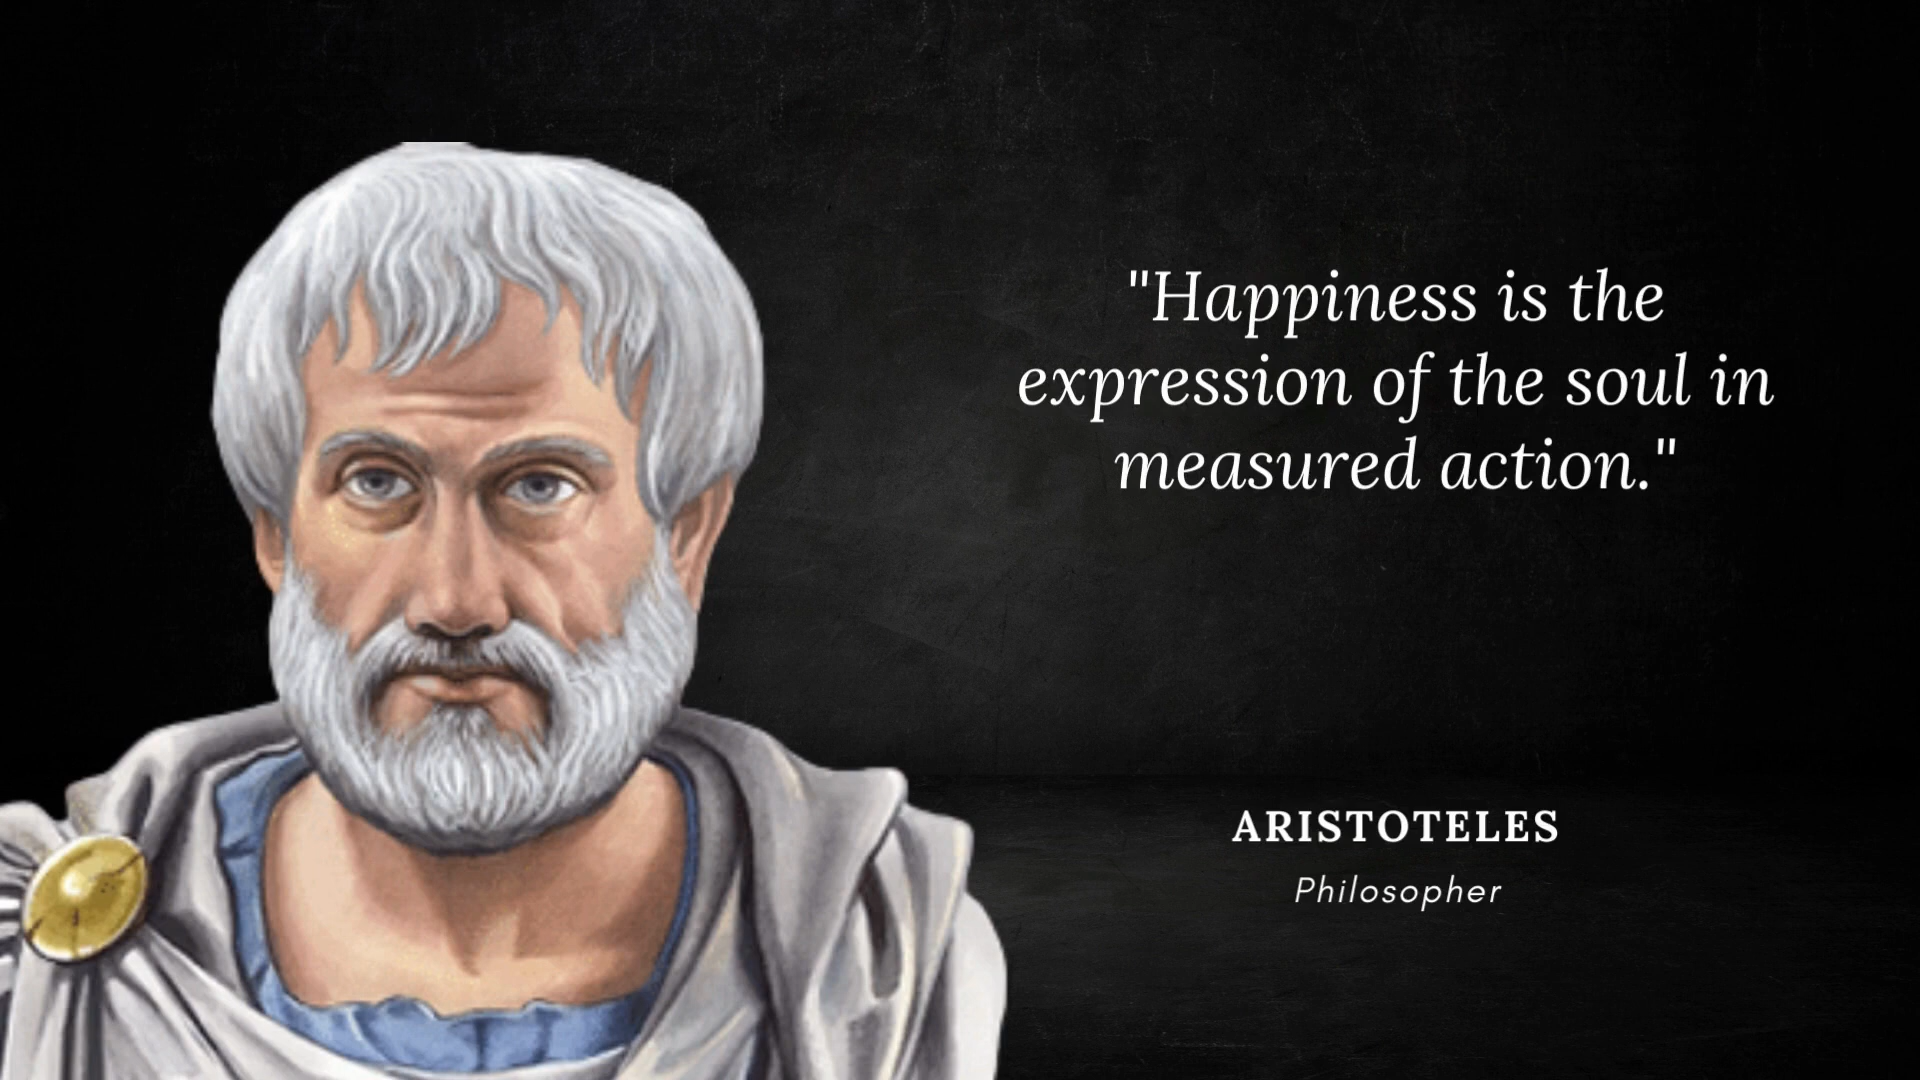 "Happiness is the
expression of the soul in
measured action."
ARISTOTELES
Philosopher